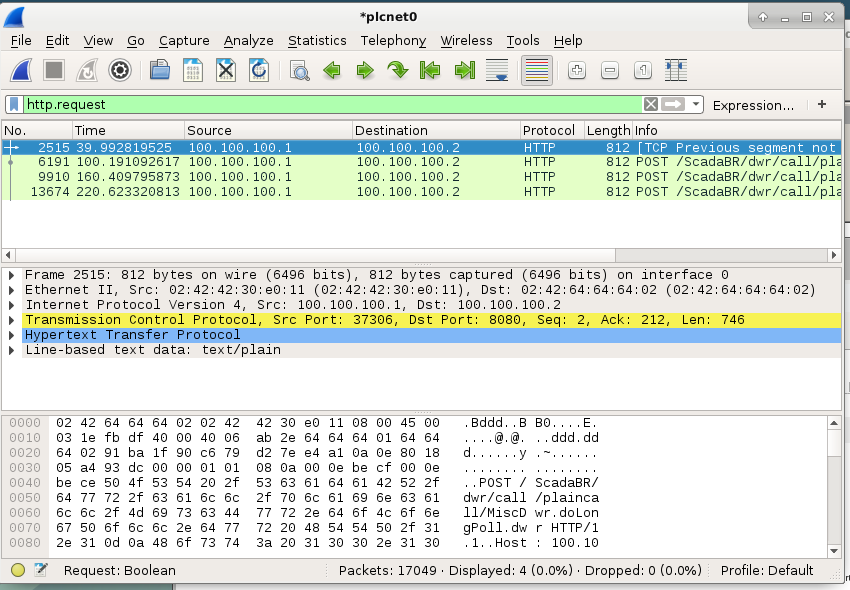 *plcnet0
File Edit View Go Capture Analyze Statistics Telephony Wireless Tools Help
http.request Expression… +
No. Time Source Destination Protocol Length Info
2515 39.992819525 100.100.100.1 100.100.100.2 HTTP 812 [TCP Previous segment not
6191 100.191092617 100.100.100.1 100.100.100.2 HTTP 812 POST /ScadaBR/dwr/call/pla
9910 160.409795873 100.100.100.1 100.100.100.2 HTTP 812 POST /ScadaBR/dwr/call/pla
13674 220.623320813 100.100.100.1 100.100.100.2 HTTP 812 POST /ScadaBR/dwr/call/pla
Frame 2515: 812 bytes on wire (6496 bits), 812 bytes captured (6496 bits) on interface 0
Ethernet II, Src: 02:42:42:30:e0:11 (02:42:42:30:e0:11), Dst: 02:42:64:64:64:02 (02:42:64:64:64:02)
Internet Protocol Version 4, Src: 100.100.100.1, Dst: 100.100.100.2
Transmission Control Protocol, Src Port: 37306, Dst Port: 8080, Seq: 2, Ack: 212, Len: 746
Hypertext Transfer Protocol
Line-based text data: text/plain
0000 02 42 64 64 64 02 02 42 42 30 e0 11 08 00 45 00 .Bddd..B B0....E.
0010 03 1e fb df 40 00 40 06 ab 2e 64 64 64 01 64 64 ....@.@. ..ddd.dd
0020 64 02 91 ba 1f 90 c6 79 d2 7e e4 a1 0a 0e 80 18 d......y .~......
0030 05 a4 93 dc 00 00 01 01 08 0a 00 0e be cf 00 0e ........ ........
0040 be ce 50 4f 53 54 20 2f 53 63 61 64 61 42 52 2f ..POST / ScadaBR/
0050 64 77 72 2f 63 61 6c 6c 2f 70 6c 61 69 6e 63 61 dwr/call /plainca
0060 6c 6c 2f 4d 69 73 63 44 77 72 2e 64 6f 4c 6f 6e ll/MiscD wr.doLon
0070 67 50 6f 6c 6c 2e 64 77 72 20 48 54 54 50 2f 31 gPoll.dw r HTTP/1
0080 2e 31 0d 0a 48 6f 73 74 3a 20 31 30 30 2e 31 30 .1..Host : 100.10
Request: Boolean Packets: 17049 · Displayed: 4 (0.0%) · Dropped: 0 (0.0%) Profile: Default